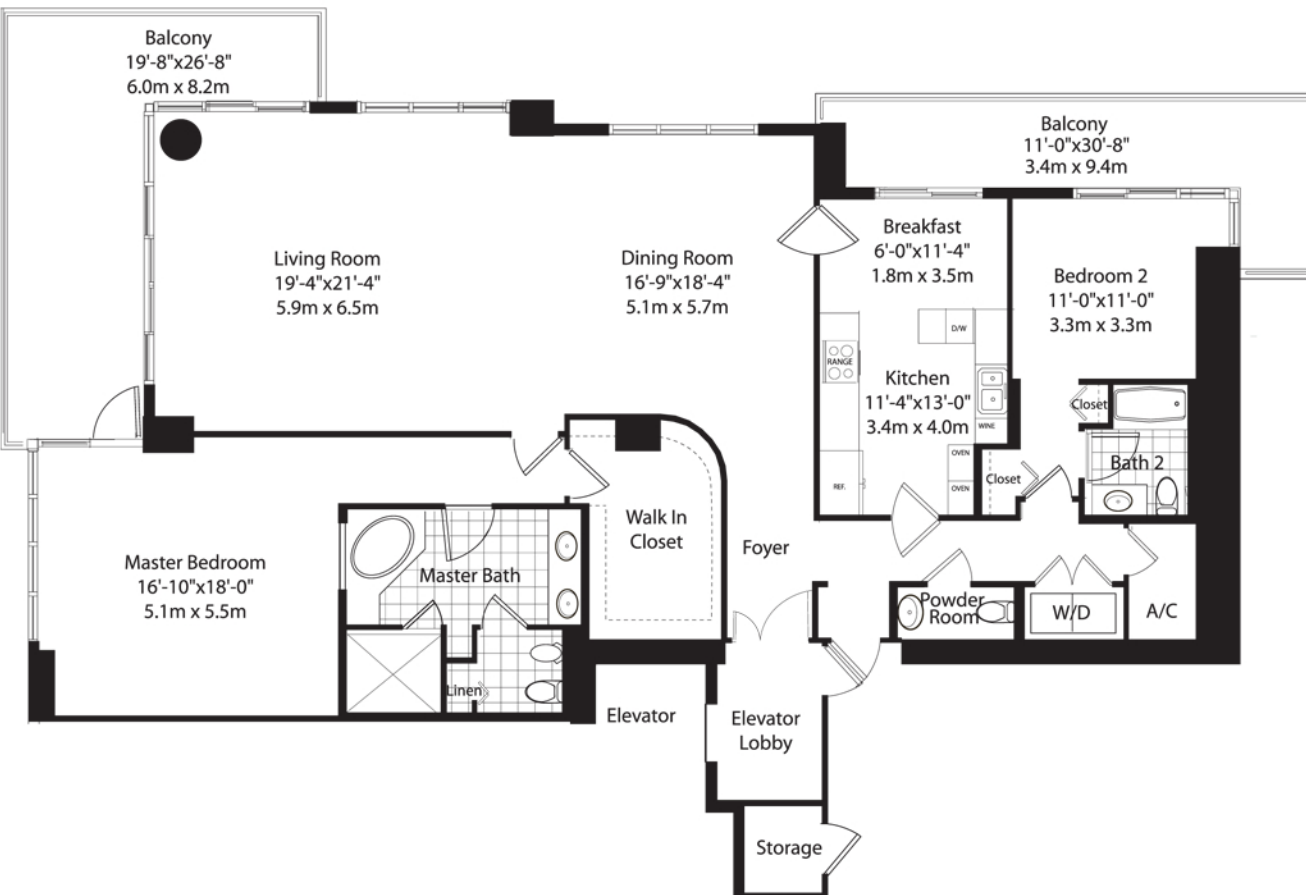 Balcony
19'-8"x26'-8"
6.0m x 8.2m
Balcony
11'-0"x30'-8"
3.4m x 9.4m
Living Room
19'-4"x21'-4"
5.9m x 6.5m
Dining Room
16'-9"x18'-4"
5.1m x 5.7m
Breakfast
6'-0"x11'-4"
1.8m x 3.5m
Bedroom 2
11'-0"x11'-0"
3.3m x 3.3m
D/W
RANGE
Kitchen
11'-4"x13'-0"
3.4m x 4.0m
WINE
OVEN
OVEN
REF.
Closet
Closet
Bath 2
Walk In
Closet
Foyer
Master Bedroom
16'-10"x18'-0"
5.1m x 5.5m
Master Bath
Linen
Powder
Room
W/D
A/C
Elevator
Elevator
Lobby
Storage